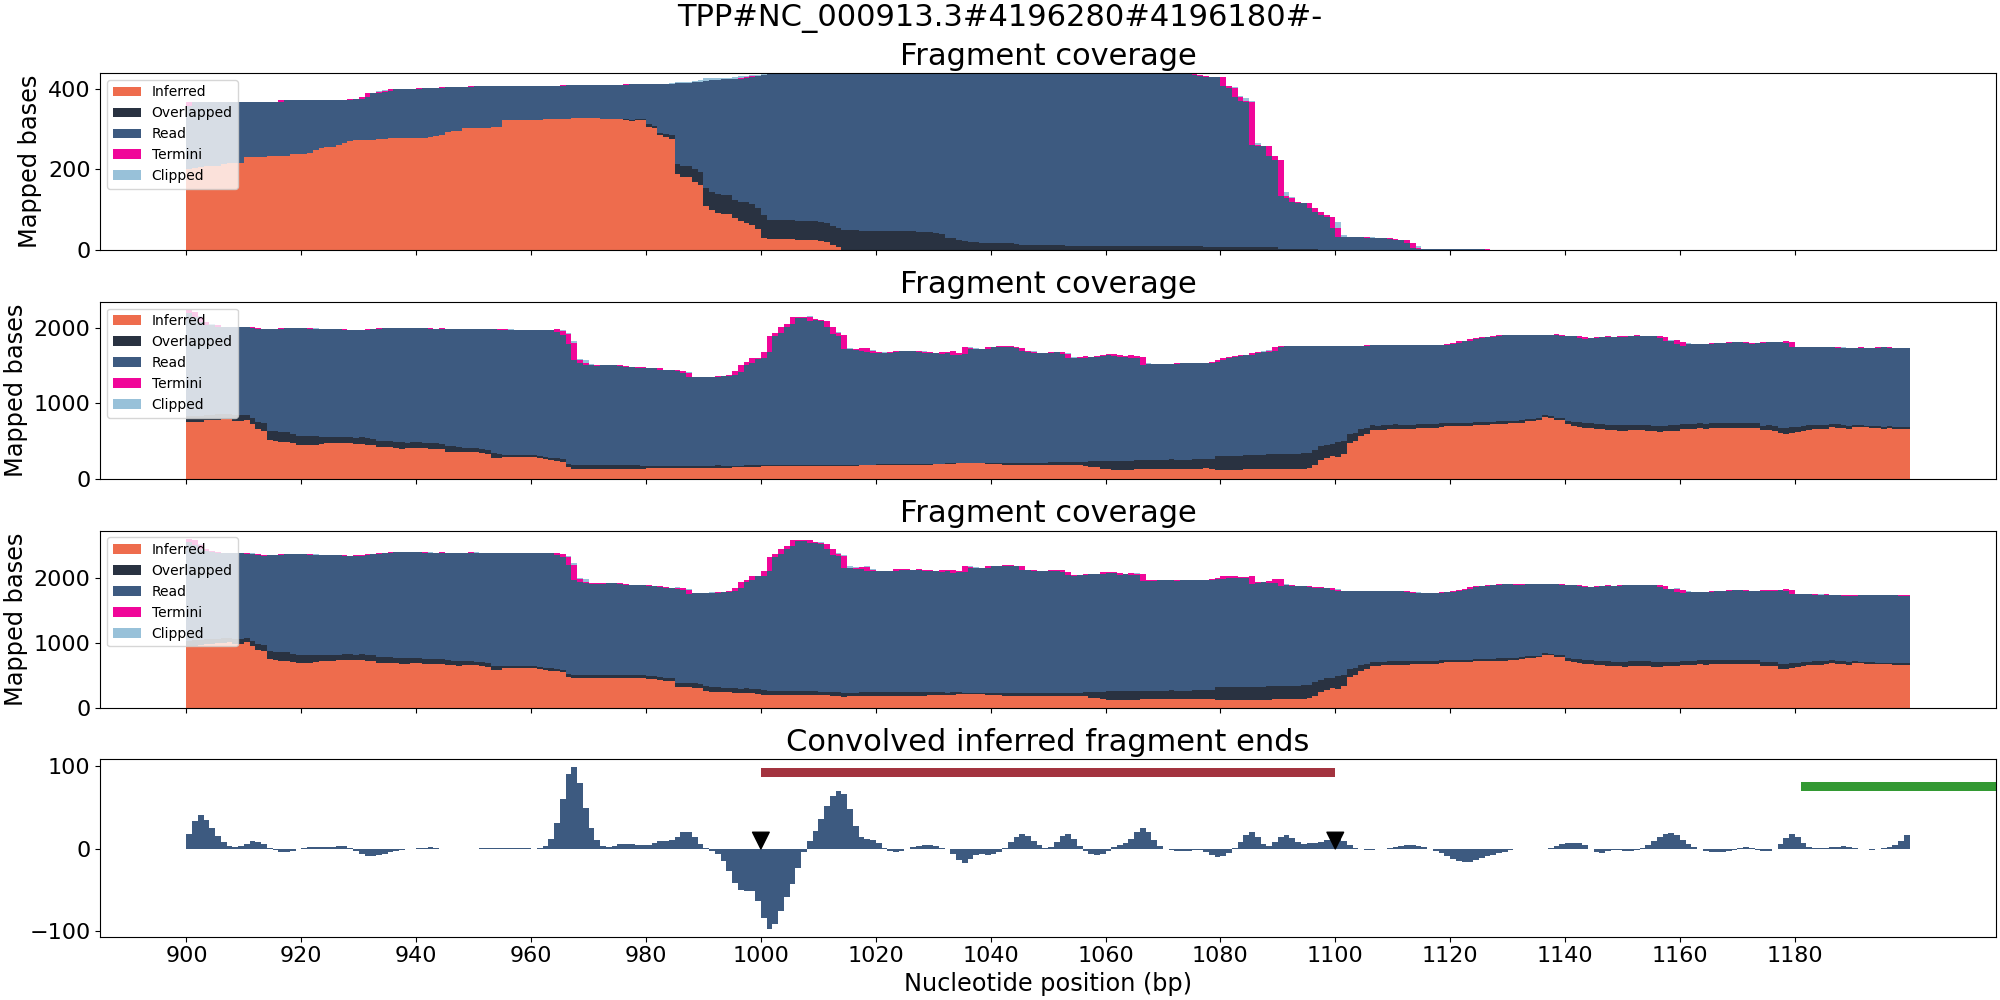 TPP#NC_000913.3#4196280#4196180#-
Fragment coverage
Mapped bases
400
200
0
Inferred
Overlapped
Read
Termini
Clipped
Fragment coverage
Mapped bases
2000
1000
0
Inferred
Overlapped
Read
Termini
Clipped
Fragment coverage
Mapped bases
2000
1000
0
Inferred
Overlapped
Read
Termini
Clipped
Convolved inferred fragment ends
100
0
−100
900 920 940 960 980 1000 1020 1040 1060 1080 1100 1120 1140 1160 1180
Nucleotide position (bp)